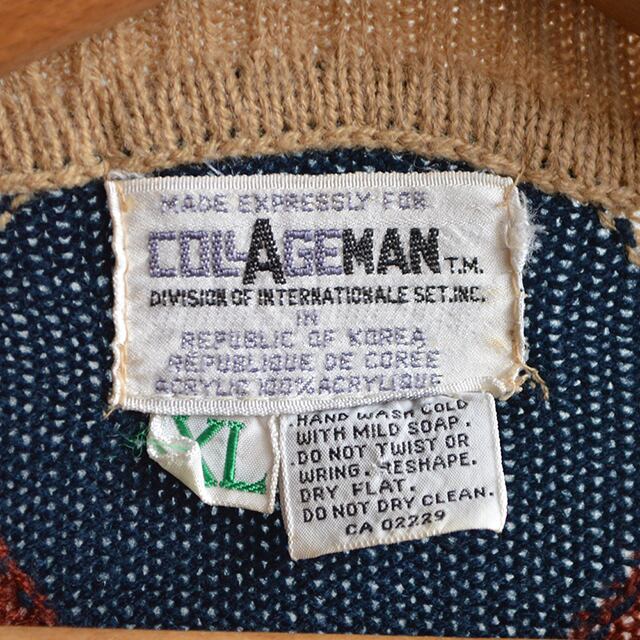 MADE EXPRESSLY FOR
COLLAGEMAN T.M.
DIVISION OF INTERNATIONALE SET.INC.
IN
REPUBLIC OF KOREA
RÉPUBLIQUE DE CORÉE
ACRYLIC 100% ACRYLIQUE
XL
HAND WASH COLD
WITH MILD SOAP.
DO NOT TWIST OR
WRING. RESHAPE.
DRY FLAT.
DO NOT DRY CLEAN.
CA 02229